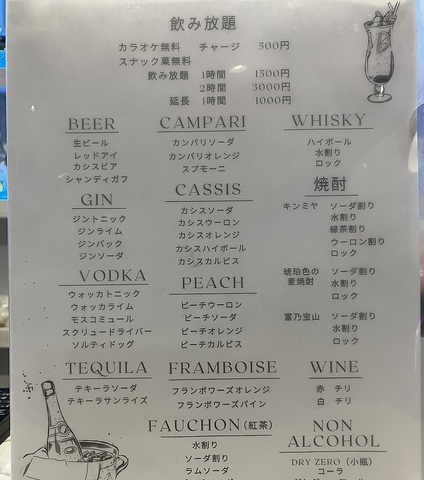 飲み放題
カラオケ無料 チャージ 500円
スナック菓無料
飲み放題 1時間 1500円
2時間 3000円
延長 1時間 1000円
BEER
生ビール
レッドアイ
カシスビア
シャンディガフ
GIN
ジントニック
ジンライム
ジンバック
ジンソーダ
VODKA
ウォッカトニック
ウォッカライム
モスコミュール
スクリュードライバー
ソルティドッグ
TEQUILA
テキーラソーダ
テキーラサンライズ
CAMPARI
カンパリソーダ
カンパリオレンジ
スプモーニ
CASSIS
カシスソーダ
カシスウーロン
カシスオレンジ
カシスハイボール
カシスカルピス
PEACH
ピーチウーロン
ピーチソーダ
ピーチオレンジ
ピーチカルピス
FRAMBOISE
フランボワーズオレンジ
フランボワーズパイン
FAUCHON(紅茶)
水割り
ソーダ割り
ラムソーダ
WHISKY
ハイボール
水割り
ロック
焼酎
キンミヤ ソーダ割り
水割り
緑茶割り
ウーロン割り
ロック
琥珀色の ソーダ割り
麦焼酎 水割り
ロック
富乃宝山 ソーダ割り
水割り
ロック
WINE
赤 チリ
白 チリ
NON
ALCOHOL
DRY ZERO (小瓶)
コーラ